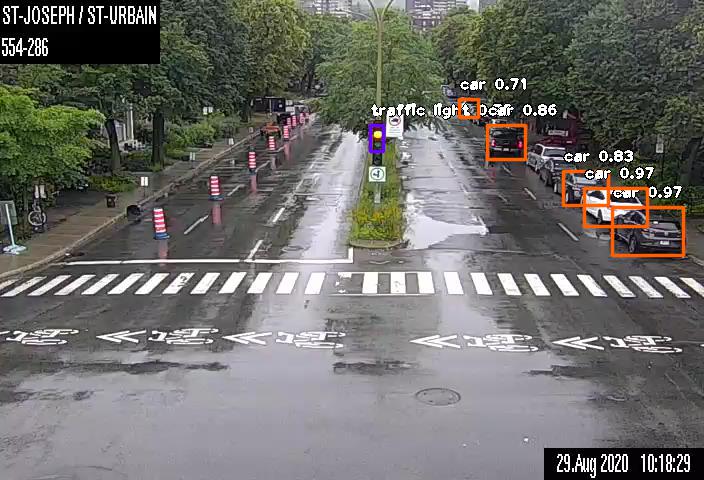 ST-JOSEPH / ST-URBAIN
554-286
car 0.71
traffic light 0.
car 0.86
car 0.83
car 0.97
car 0.97
29.Aug 2020 10:18:29